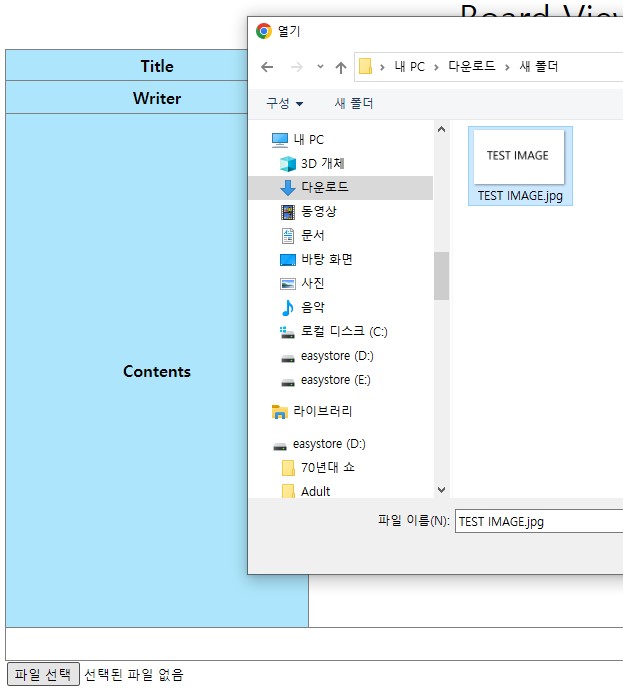 Board View
열기
Title
Writer
Contents
내 PC
다운로드
새 폴더
구성
새 폴더
내 PC
3D 개체
다운로드
동영상
문서
바탕 화면
사진
음악
로컬 디스크 (C:)
easystore (D:)
easystore (E:)
라이브러리
easystore (D:)
70년대 쇼
Adult
TEST IMAGE
TEST IMAGE.jpg
파일 이름(N):
TEST IMAGE.jpg
파일 선택 선택된 파일 없음